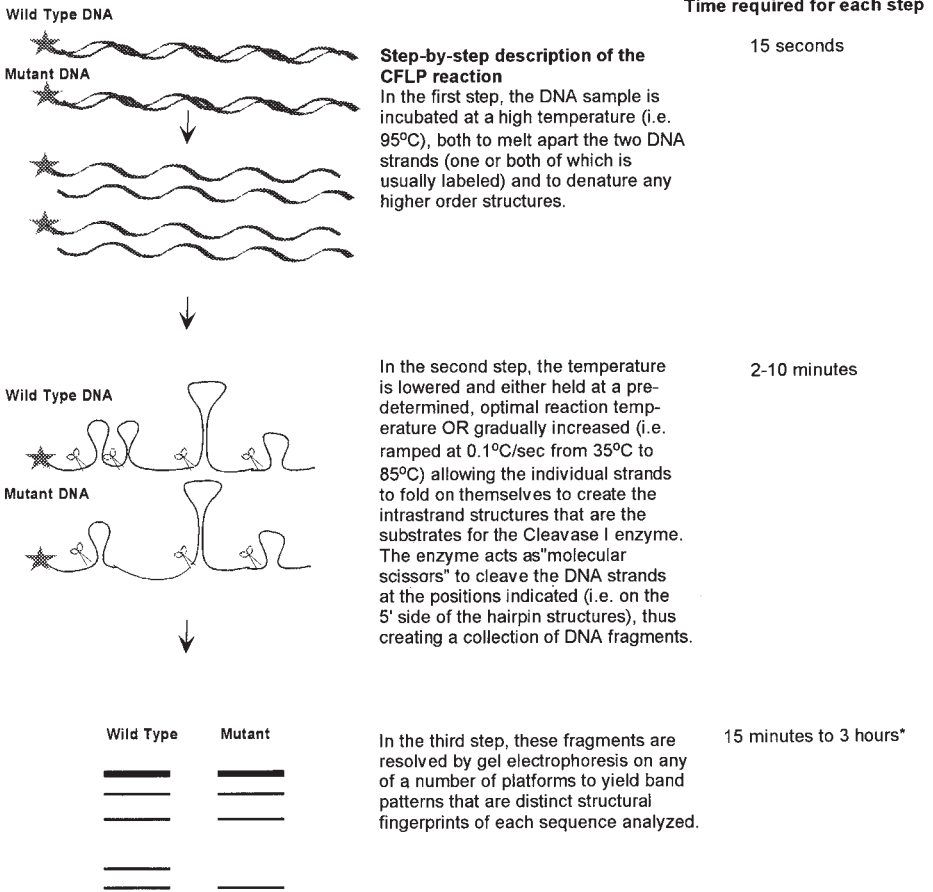 Time required for each step
Wild Type DNA
15 seconds
Mutant DNA
Step-by-step description of the
CFLP reaction
In the first step, the DNA sample is
incubated at a high temperature (i.e.
95°C), both to melt apart the two DNA
strands (one or both of which is
usually labeled) and to denature any
higher order structures.
Wild Type DNA
Mutant DNA
In the second step, the temperature
is lowered and either held at a pre-
determined, optimal reaction temp-
erature OR gradually increased (i.e.
ramped at 0.1°C/sec from 35°C to
85°C) allowing the individual strands
to fold on themselves to create the
intrastrand structures that are the
substrates for the Cleavase I enzyme.
The enzyme acts as"molecular
scissors" to cleave the DNA strands
at the positions indicated (i.e. on the
5' side of the hairpin structures), thus
creating a collection of DNA fragments.
2-10 minutes
Wild Type Mutant
In the third step, these fragments are
resolved by gel electrophoresis on any
of a number of platforms to yield band
patterns that are distinct structural
fingerprints of each sequence analyzed.
15 minutes to 3 hours*